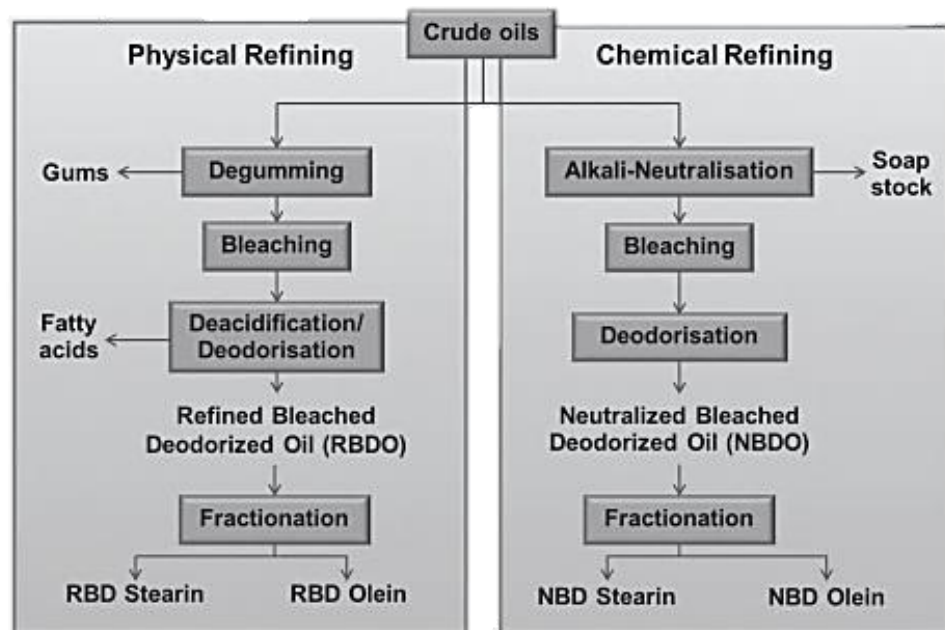 Crude oils
Physical Refining
Chemical Refining
Gums
Degumming
Bleaching
Fatty
acids
Deacidification/
Deodorisation
Refined Bleached
Deodorized Oil (RBDO)
Fractionation
RBD Stearin
RBD Olein
Alkali-Neutralisation
Soap
stock
Bleaching
Deodorisation
Neutralized Bleached
Deodorized Oil (NBDO)
Fractionation
NBD Stearin
NBD Olein